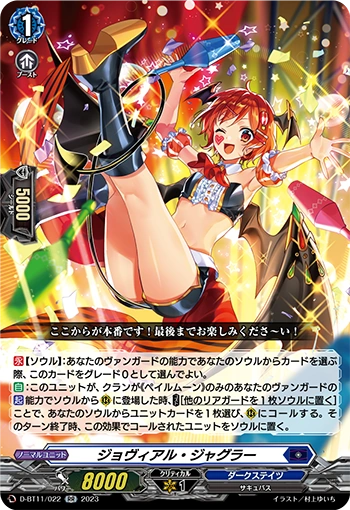 1
グレード
ブースト
5000
シールド
ここからが本番です！最後までお楽しみくださ～い！
永【ソウル】：あなたのヴァンガードの能力であなたのソウルからカードを選ぶ
際、このカードをグレード０として選んでよい。
自：このユニットが、クランが《ペイルムーン》のみのあなたのヴァンガードの
起能力でソウルからRに登場した時、[他のリアガードを１枚ソウルに置く]
ことで、あなたのソウルからユニットカードを１枚選び、Rにコールする。そ
のターン終了時、この効果でコールされたユニットをソウルに置く。
ノーマルユニット
ジョヴィアル・ジャグラー
パワー
8000
クリティカル
1
ダークステイツ
サキュバス
D-BT11/022 RR 2023
イラスト／村上ゆいち